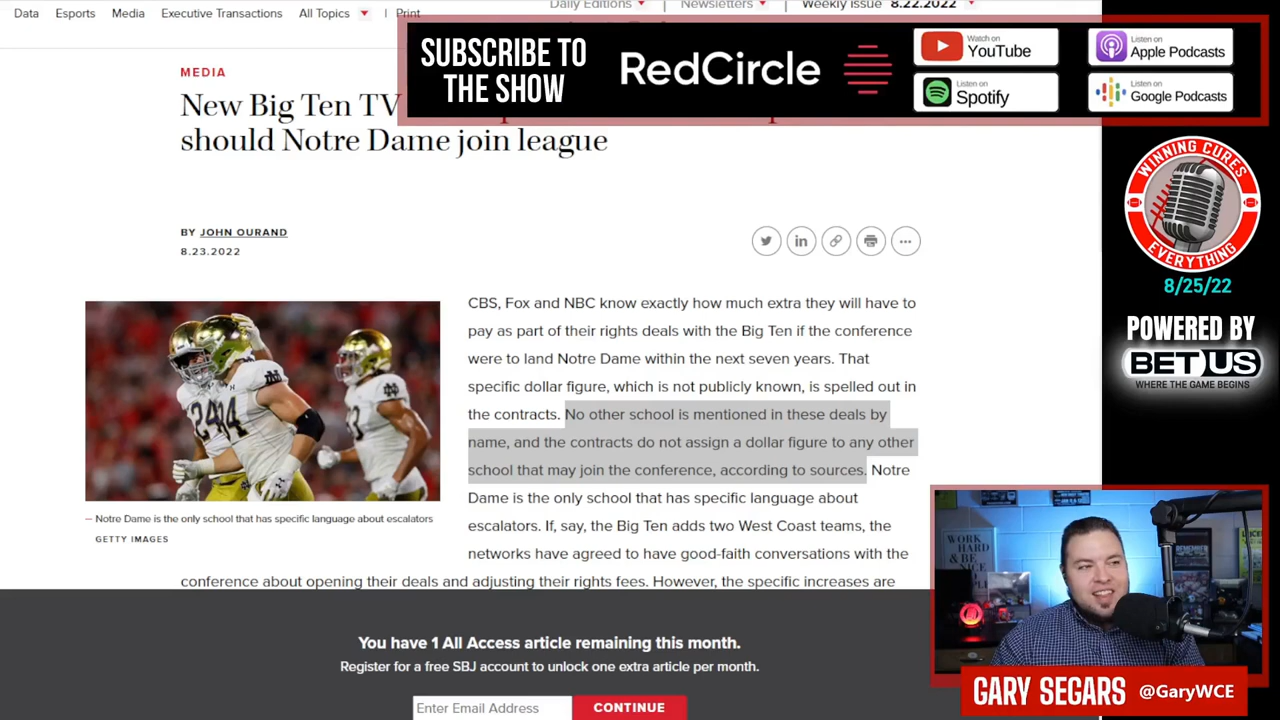 Data Esports Media Executive Transactions All Topics Print
Daily Editions Newsletters Weekly Issue 8.22.2022
SUBSCRIBE TO
THE SHOW
RedCircle
Watch on
YouTube
Listen on
Apple Podcasts
Listen on
Spotify
Listen on
Google Podcasts
MEDIA
New Big Ten TV
should Notre Dame join league
BY JOHN OURAND
8.23.2022
CBS, Fox and NBC know exactly how much extra they will have to
pay as part of their rights deals with the Big Ten if the conference
were to land Notre Dame within the next seven years. That
specific dollar figure, which is not publicly known, is spelled out in
the contracts. No other school is mentioned in these deals by
name, and the contracts do not assign a dollar figure to any other
school that may join the conference, according to sources. Notre
Dame is the only school that has specific language about
escalators. If, say, the Big Ten adds two West Coast teams, the
networks have agreed to have good-faith conversations with the
conference about opening their deals and adjusting their rights fees. However, the specific increases are
— Notre Dame is the only school that has specific language about escalators
GETTY IMAGES
You have 1 All Access article remaining this month.
Register for a free SBJ account to unlock one extra article per month.
Enter Email Address
CONTINUE
WINNING CURES
EVERYTHING
8/25/22
POWERED BY
BETUS
WHERE THE GAME BEGINS
WORK
HARD &
BE NICE
GARY SEGARS @GaryWCE